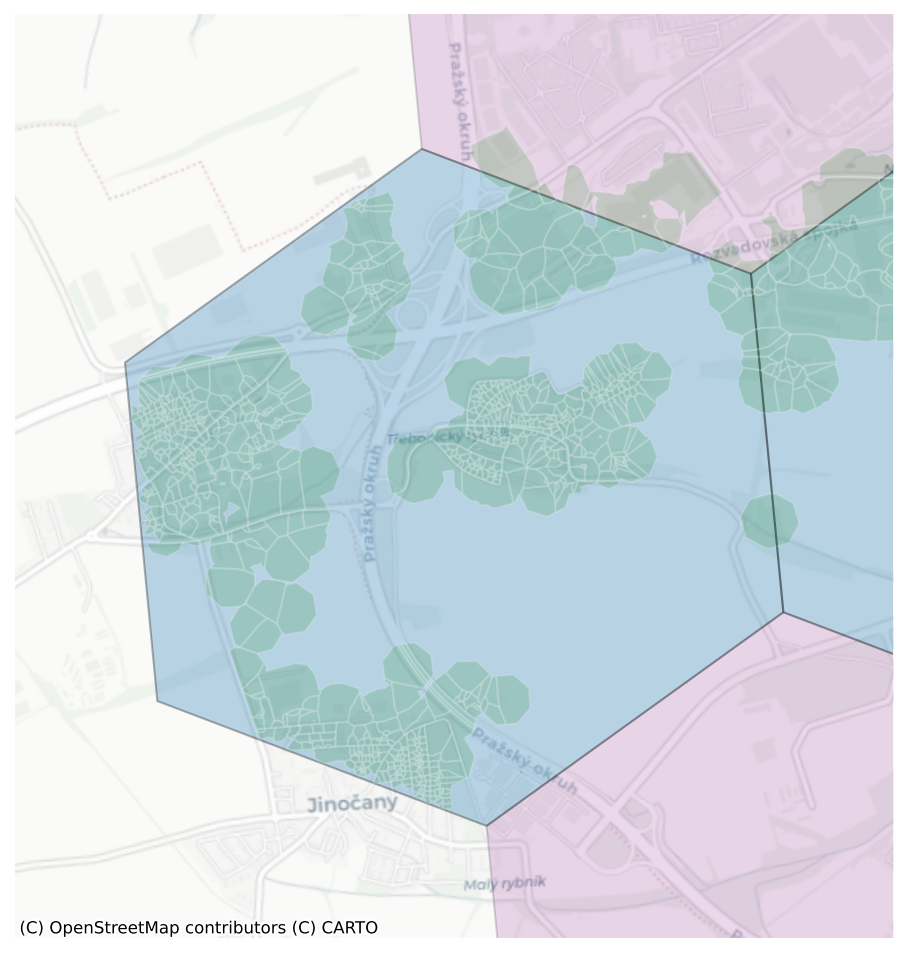 Pražský okruh
Rozvadovská spojka
Třebonický
Pražský okruh
Pražský okruh
Jinočany
Malý rybník
(C) OpenStreetMap contributors (C) CARTO